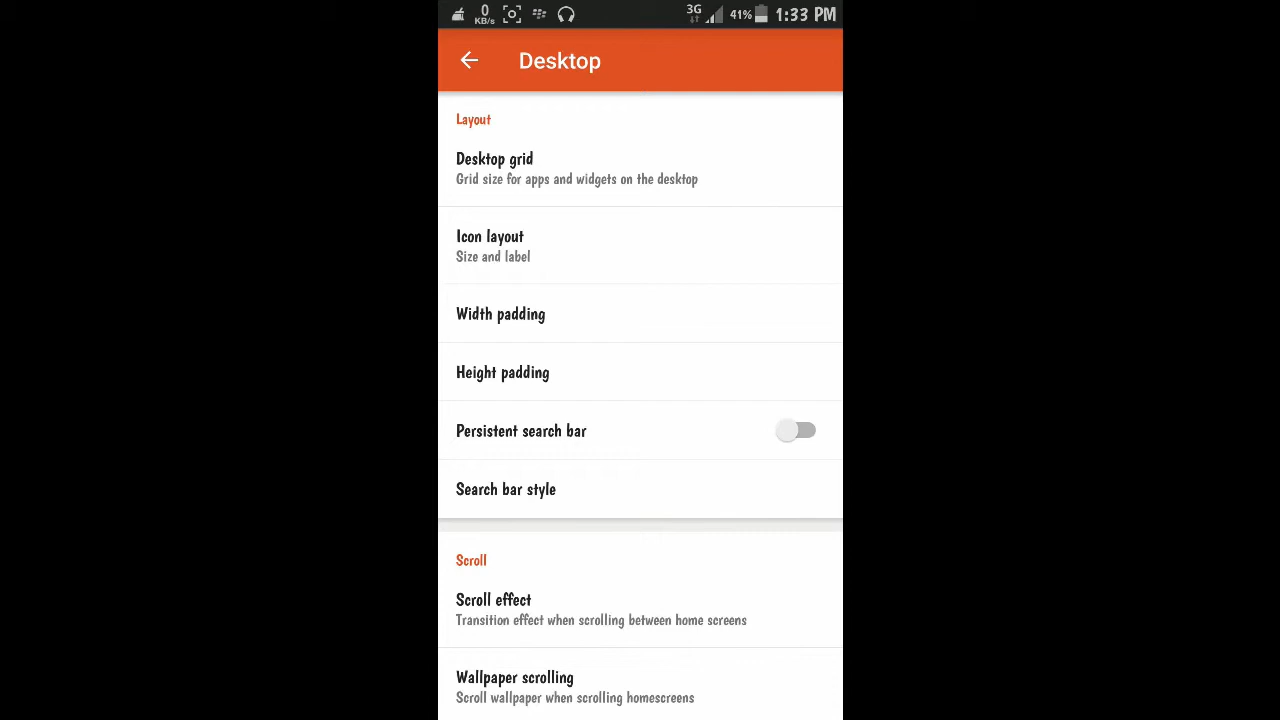 0
KB/s
3G
41%
1:33 PM
Desktop
Layout
Desktop grid
Grid size for apps and widgets on the desktop
Icon layout
Size and label
Width padding
Height padding
Persistent search bar
Search bar style
Scroll
Scroll effect
Transition effect when scrolling between home screens
Wallpaper scrolling
Scroll wallpaper when scrolling homescreens